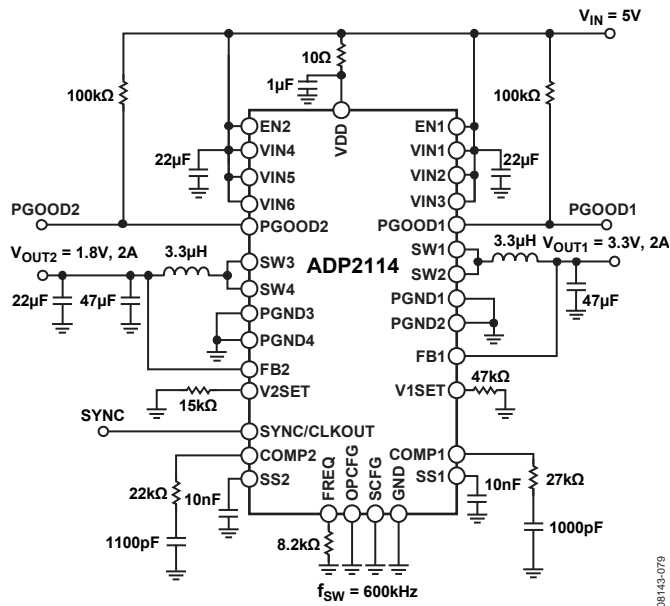 VIN = 5V
10Ω
1µF
100kΩ
100kΩ
VDD
EN2
EN1
VIN4
VIN1
22µF
22µF
VIN5
VIN2
VIN6
VIN3
PGOOD2
PGOOD2
PGOOD1
PGOOD1
VOUT2 = 1.8V, 2A
3.3µH
SW3
SW4
ADP2114
SW1
SW2
3.3µH
VOUT1 = 3.3V, 2A
22µF
47µF
47µF
PGND3
PGND1
PGND4
PGND2
FB2
FB1
V2SET
V1SET
15kΩ
47kΩ
SYNC
SYNC/CLKOUT
COMP2
COMP1
SS2
SS1
FREQ
OPCFG
SCFG
GND
22kΩ
10nF
10nF
27kΩ
1100pF
8.2kΩ
1000pF
fSW = 600kHz
08143-079